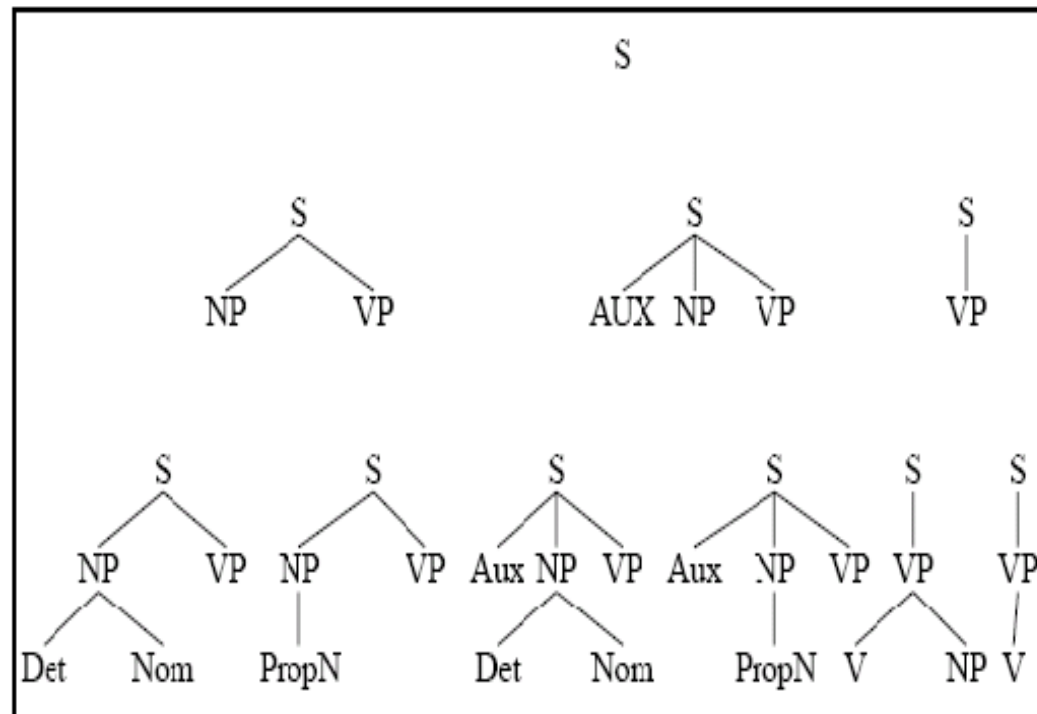 S
S S S
NP VP AUX NP VP VP
S S S S S S
NP VP NP VP Aux NP VP Aux NP VP VP VP
Det Nom PropN Det Nom PropN V NP V